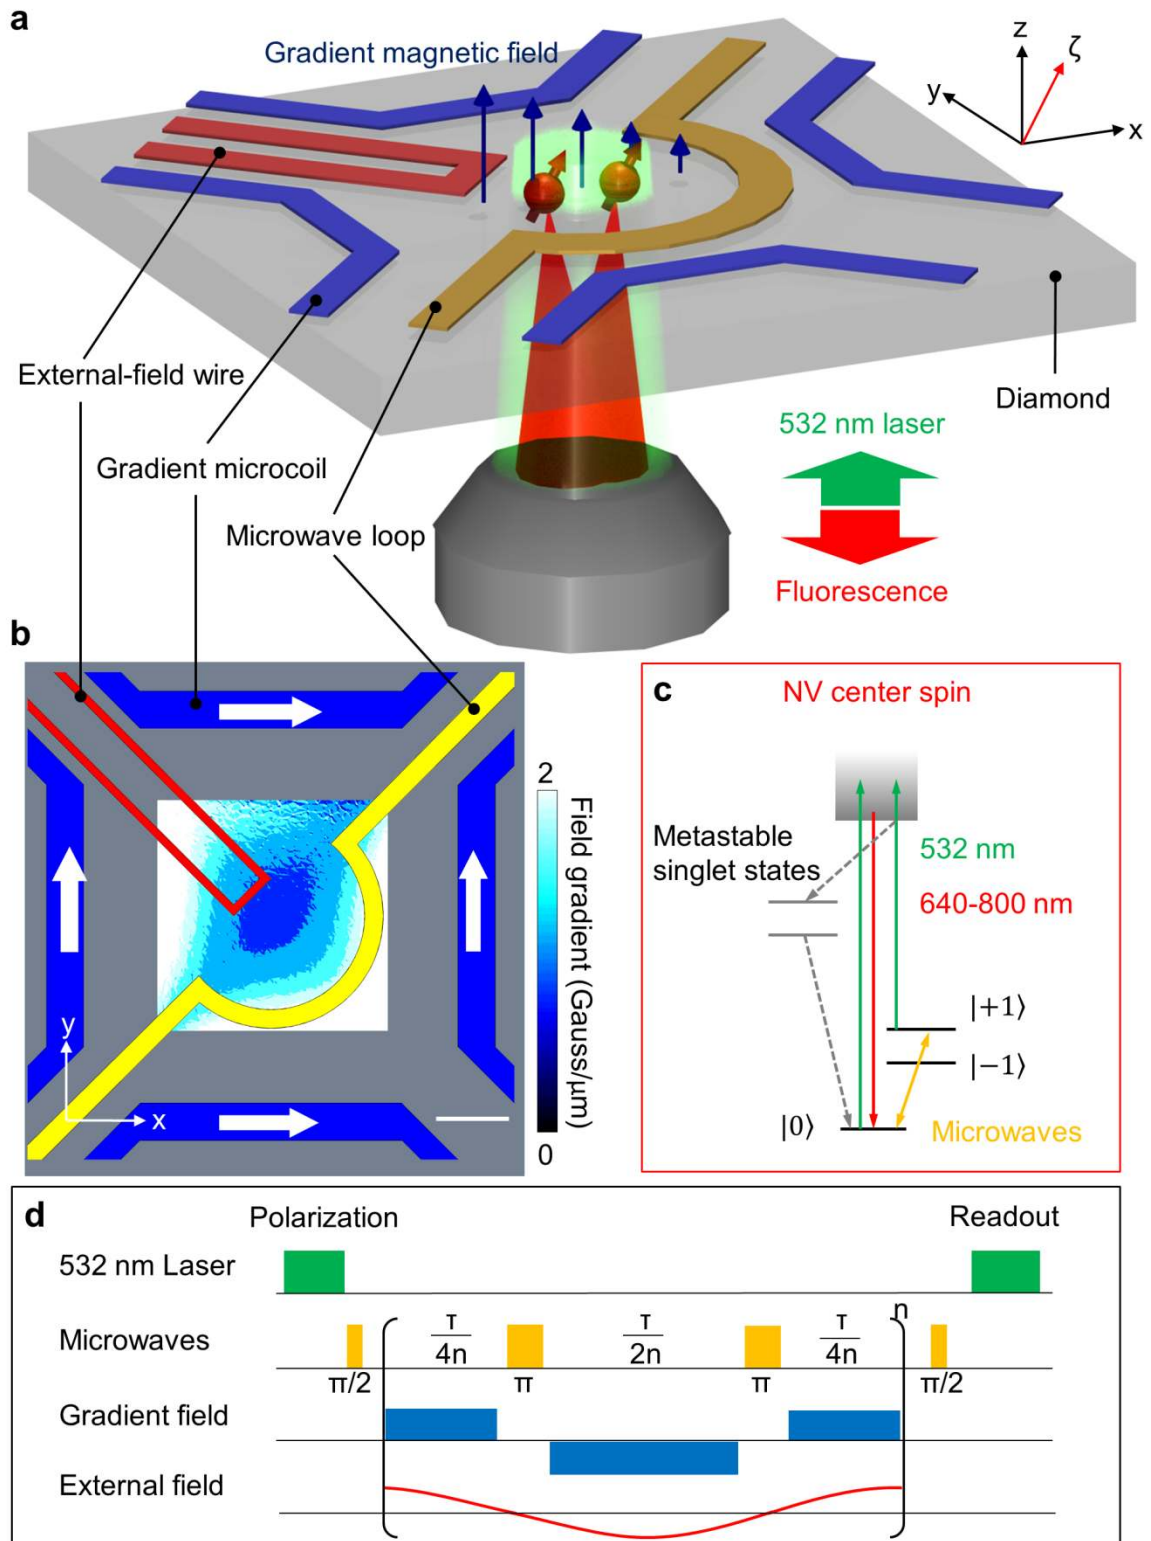 a
Gradient magnetic field
z
ζ
y
x
External-field wire
Diamond
532 nm laser
Gradient microcoil
Microwave loop
Fluorescence
b
2
Field gradient (Gauss/μm)
0
y
x
c
NV center spin
Metastable
singlet states
532 nm
640-800 nm
|+1⟩
|−1⟩
|0⟩
Microwaves
d
Polarization
Readout
532 nm Laser
n
Microwaves
τ/4n
τ/2n
τ/4n
π/2
π
π
π/2
Gradient field
External field